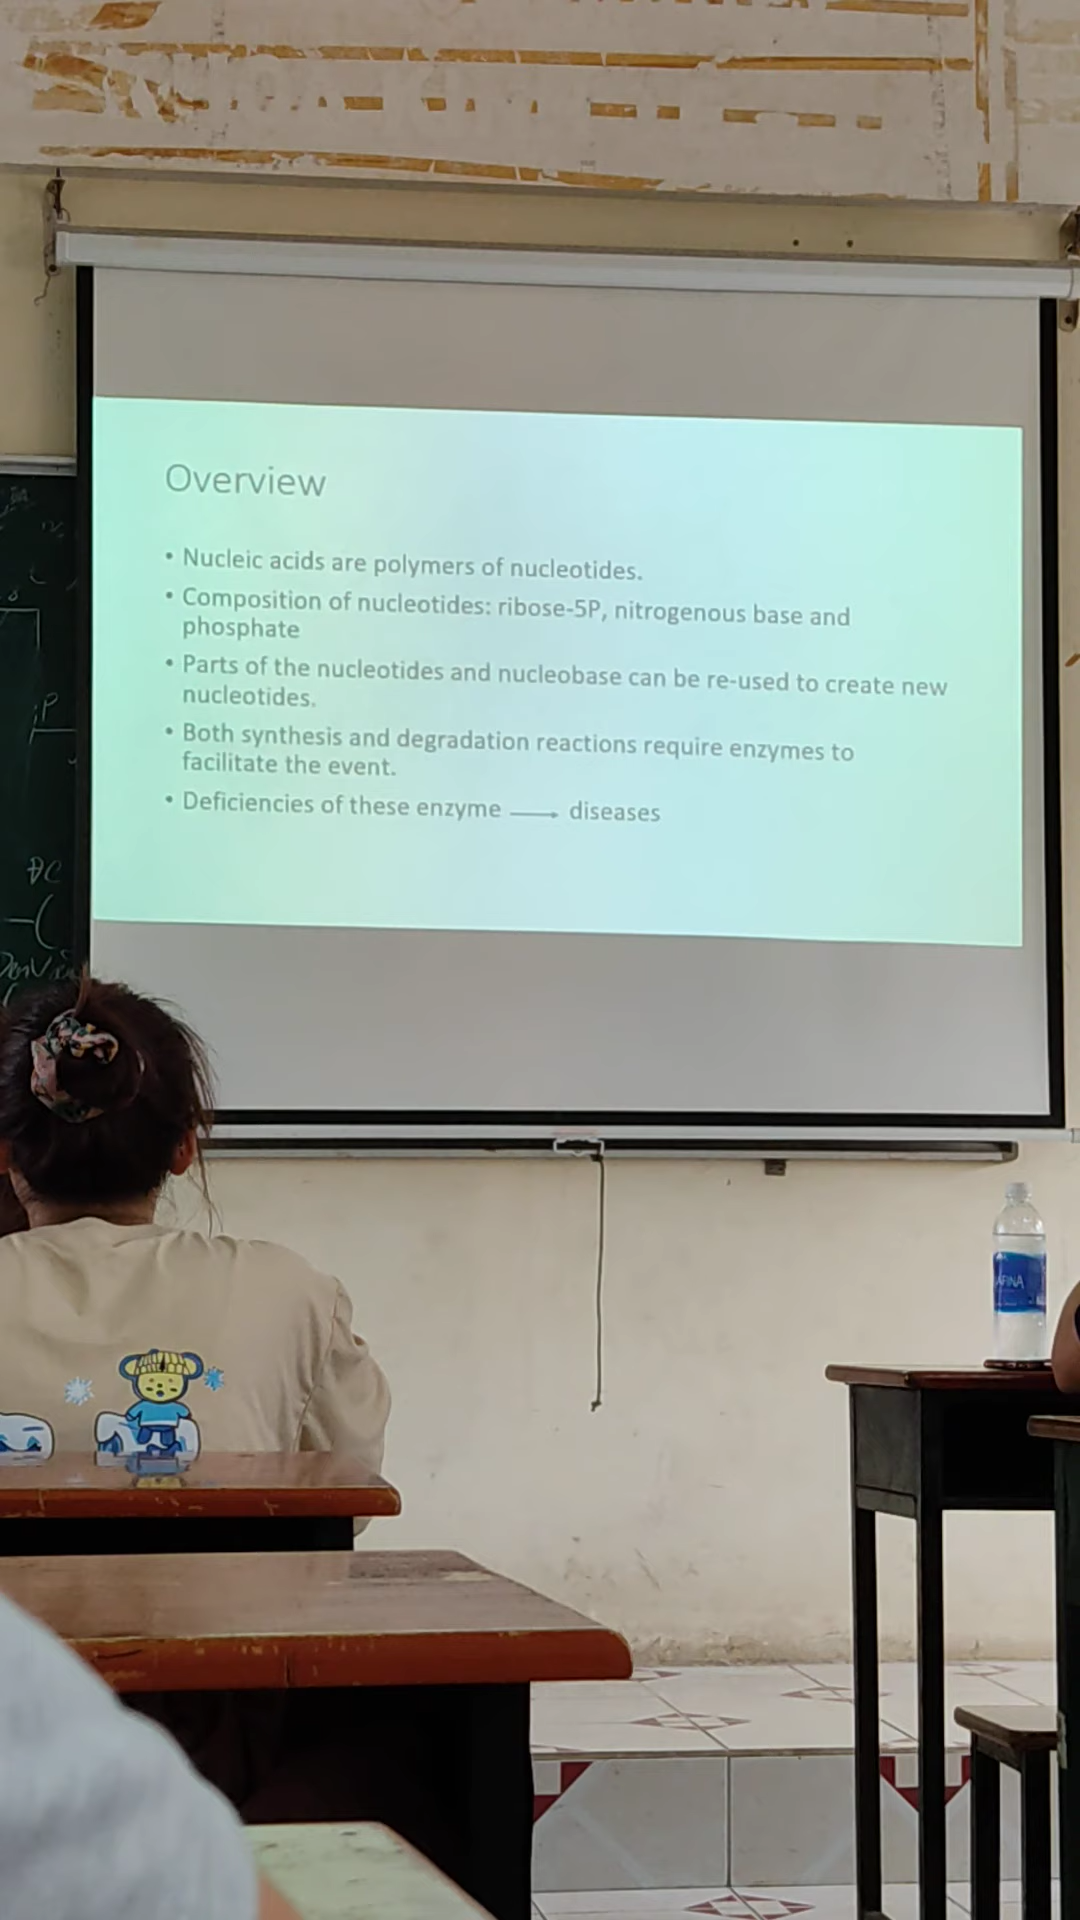 Overview
• Nucleic acids are polymers of nucleotides.
• Composition of nucleotides: ribose-5P, nitrogenous base and
phosphate
• Parts of the nucleotides and nucleobase can be re-used to create new
nucleotides.
• Both synthesis and degradation reactions require enzymes to
facilitate the event.
• Deficiencies of these enzyme → diseases
ĐC
AFINA